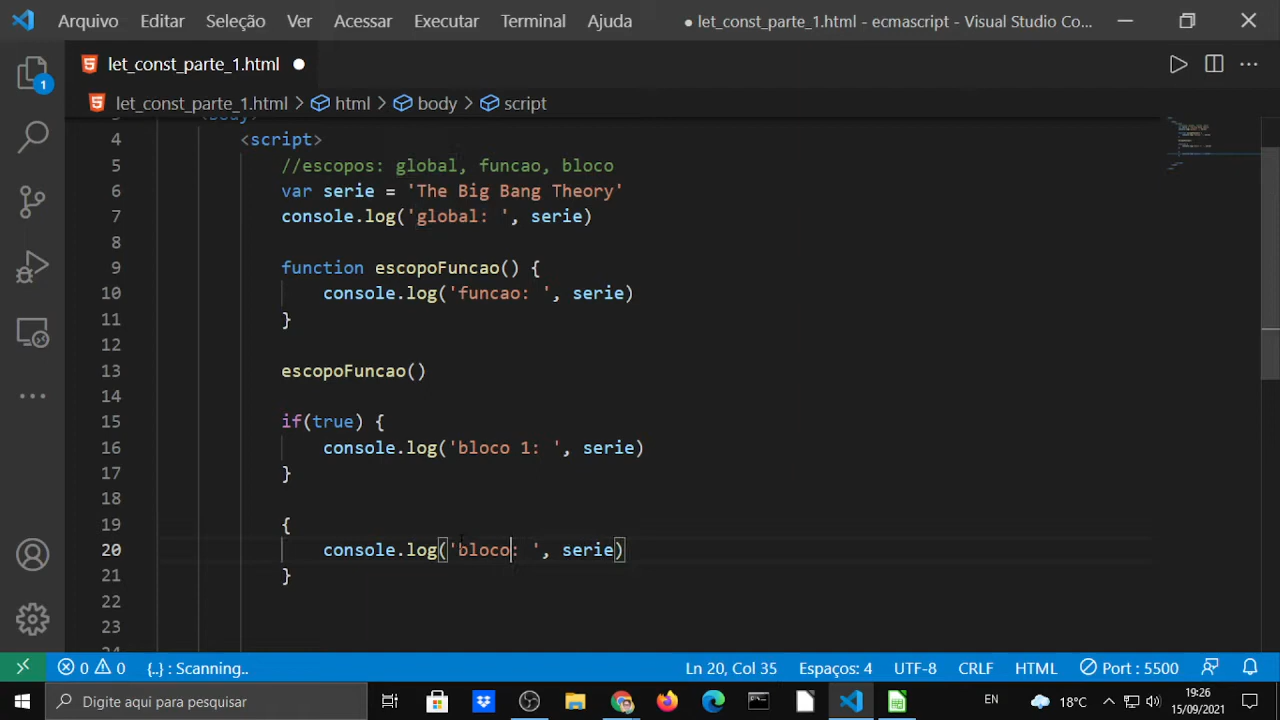 Arquivo Editar Seleção Ver Acessar Executar Terminal Ajuda ● let_const_parte_1.html - ecmascript - Visual Studio Co...
let_const_parte_1.html ●
let_const_parte_1.html > html > body > script
3 <body>
4 <script>
5 //escopos: global, funcao, bloco
6 var serie = 'The Big Bang Theory'
7 console.log('global: ', serie)
8
9 function escopoFuncao() {
10 console.log('funcao: ', serie)
11 }
12
13 escopoFuncao()
14
15 if(true) {
16 console.log('bloco 1: ', serie)
17 }
18
19 {
20 console.log('bloco: ', serie)
21 }
22
23
1
0 0 {..} : Scanning.. Ln 20, Col 35 Espaços: 4 UTF-8 CRLF HTML Port : 5500
Digite aqui para pesquisar EN 18°C 19:26
15/09/2021